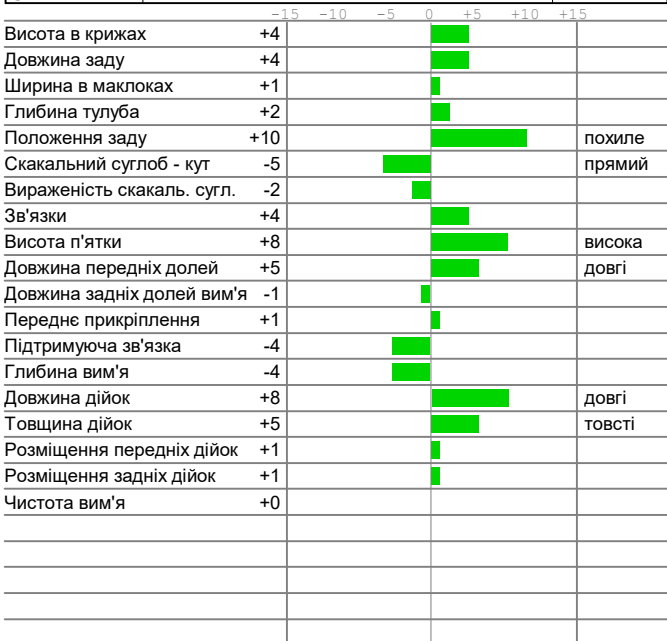 -15 -10 -5 0 +5 +10 +15
Висота в крижах +4
Довжина заду +4
Ширина в маклоках +1
Глибина тулуба +2
Положення заду +10 похиле
Скакальний суглоб - кут -5 прямий
Вираженість скакаль. сугл. -2
Зв'язки +4
Висота п'ятки +8 висока
Довжина передніх долей +5 довгі
Довжина задніх долей вим'я -1
Переднє прикріплення +1
Підтримуюча зв'язка -4
Глибина вим'я -4
Довжина дійок +8 довгі
Товщина дійок +5 товсті
Розміщення передніх дійок +1
Розміщення задніх дійок +1
Чистота вим'я +0